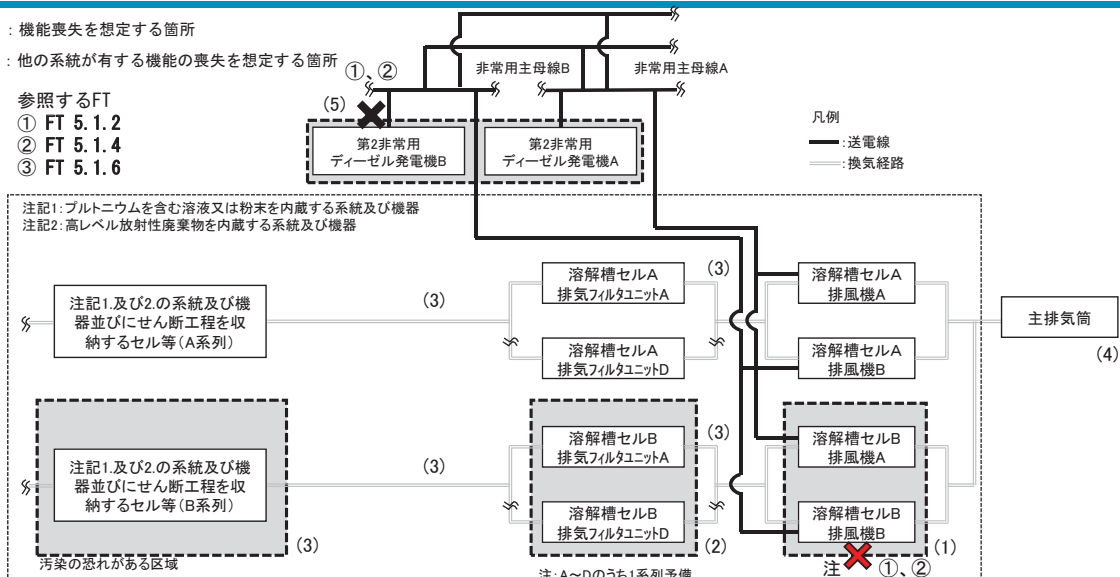 ：機能喪失を想定する箇所
：他の系統が有する機能の喪失を想定する箇所
参照するFT
① FT 5.1.2
② FT 5.1.4
③ FT 5.1.6
①、②
非常用主母線B
非常用主母線A
(5)
第2非常用
ディーゼル発電機B
第2非常用
ディーゼル発電機A
凡例
：送電線
：換気経路
注記1：プルトニウムを含む溶液又は粉末を内蔵する系統及び機器
注記2：高レベル放射性廃棄物を内蔵する系統及び機器
注記1.及び2.の系統及び機
器並びにせん断工程を収
納するセル等(A系列)
(3)
溶解槽セルA
排気フィルタユニットA
(3)
溶解槽セルA
排風機A
溶解槽セルA
排気フィルタユニットD
溶解槽セルA
排風機B
主排気筒
(4)
注記1.及び2.の系統及び機
器並びにせん断工程を収
納するセル等(B系列)
(3)
(3)
溶解槽セルB
排気フィルタユニットA
(3)
溶解槽セルB
排風機A
溶解槽セルB
排気フィルタユニットD
(2)
溶解槽セルB
排風機B
(1)
汚染の恐れがある区域
注：A～Dのうち1系列予備
注
①、②